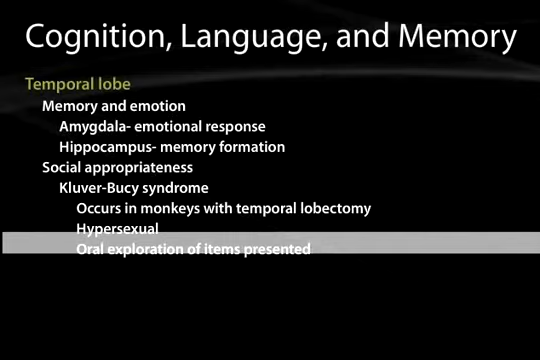 Cognition, Language, and Memory
Temporal lobe
Memory and emotion
Amygdala- emotional response
Hippocampus- memory formation
Social appropriateness
Kluver-Bucy syndrome
Occurs in monkeys with temporal lobectomy
Hypersexual
Oral exploration of items presented